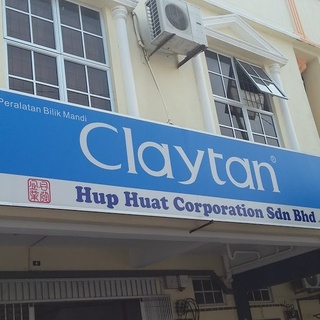 Peralatan Bilik Mandi
Claytan®
Hup Huat Corporation Sdn Bhd